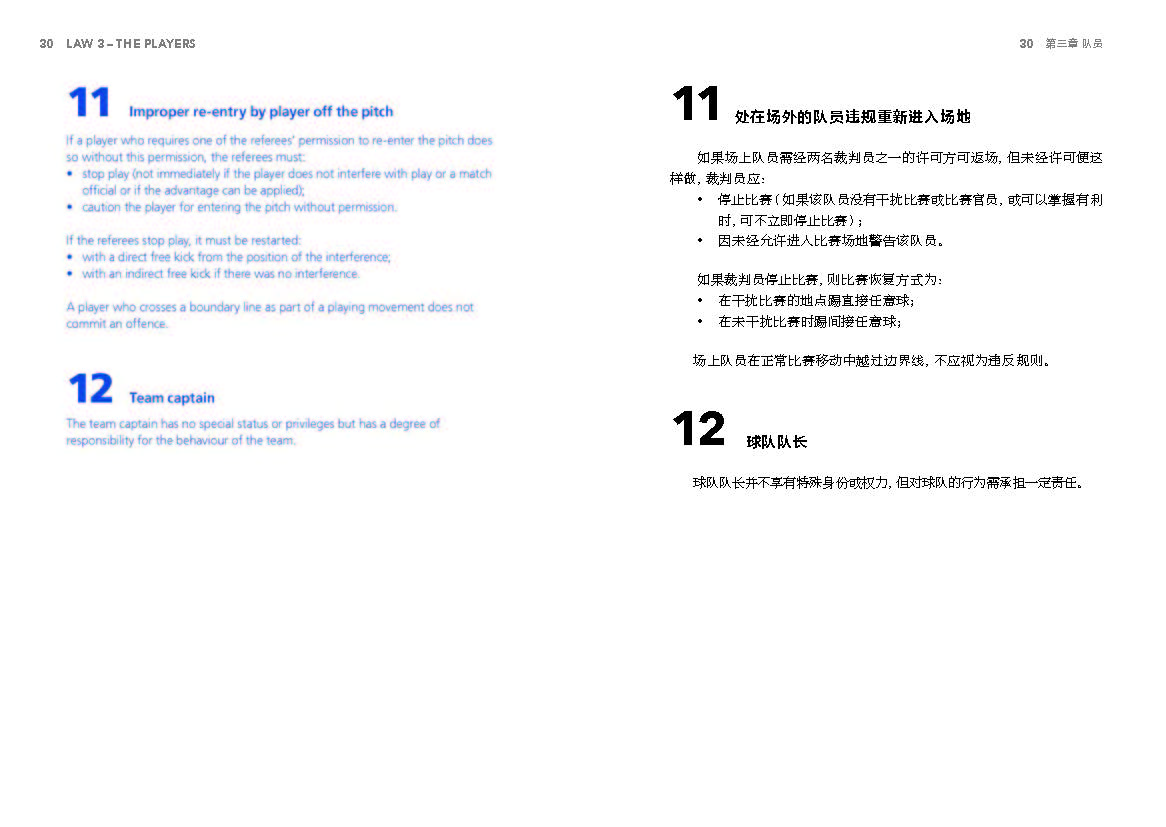 30 LAW 3 – THE PLAYERS
11 Improper re-entry by player off the pitch
If a player who requires one of the referees' permission to re-enter the pitch does
so without this permission, the referees must:
• stop play (not immediately if the player does not interfere with play or a match
official or if the advantage can be applied);
• caution the player for entering the pitch without permission.
If the referees stop play, it must be restarted:
• with a direct free kick from the position of the interference;
• with an indirect free kick if there was no interference.
A player who crosses a boundary line as part of a playing movement does not
commit an offence.
12 Team captain
The team captain has no special status or privileges but has a degree of
responsibility for the behaviour of the team.
30 第三章 队员
11 处在场外的队员违规重新进入场地
如果场上队员需经两名裁判员之一的许可方可返场, 但未经许可便这
样做, 裁判员应:
• 停止比赛 ( 如果该队员没有干扰比赛或比赛官员, 或可以掌握有利
时, 可不立即停止比赛 ) ;
• 因未经允许进入比赛场地警告该队员。
如果裁判员停止比赛, 则比赛恢复方式为:
• 在干扰比赛的地点踢直接任意球;
• 在未干扰比赛时踢间接任意球;
场上队员在正常比赛移动中越过边界线, 不应视为违反规则。
12 球队队长
球队队长并不享有特殊身份或权力, 但对球队的行为需承担一定责任。